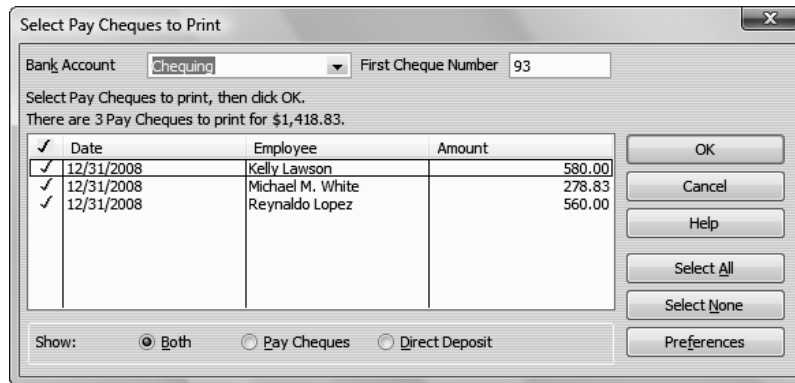 Select Pay Cheques to Print
Bank Account Chequing First Cheque Number 93
Select Pay Cheques to print, then click OK.
There are 3 Pay Cheques to print for $1,418.83.
✓ Date Employee Amount
✓ 12/31/2008 Kelly Lawson 580.00
✓ 12/31/2008 Michael M. White 278.83
✓ 12/31/2008 Reynaldo Lopez 560.00
OK
Cancel
Help
Select All
Select None
Show: Both Pay Cheques Direct Deposit
Preferences